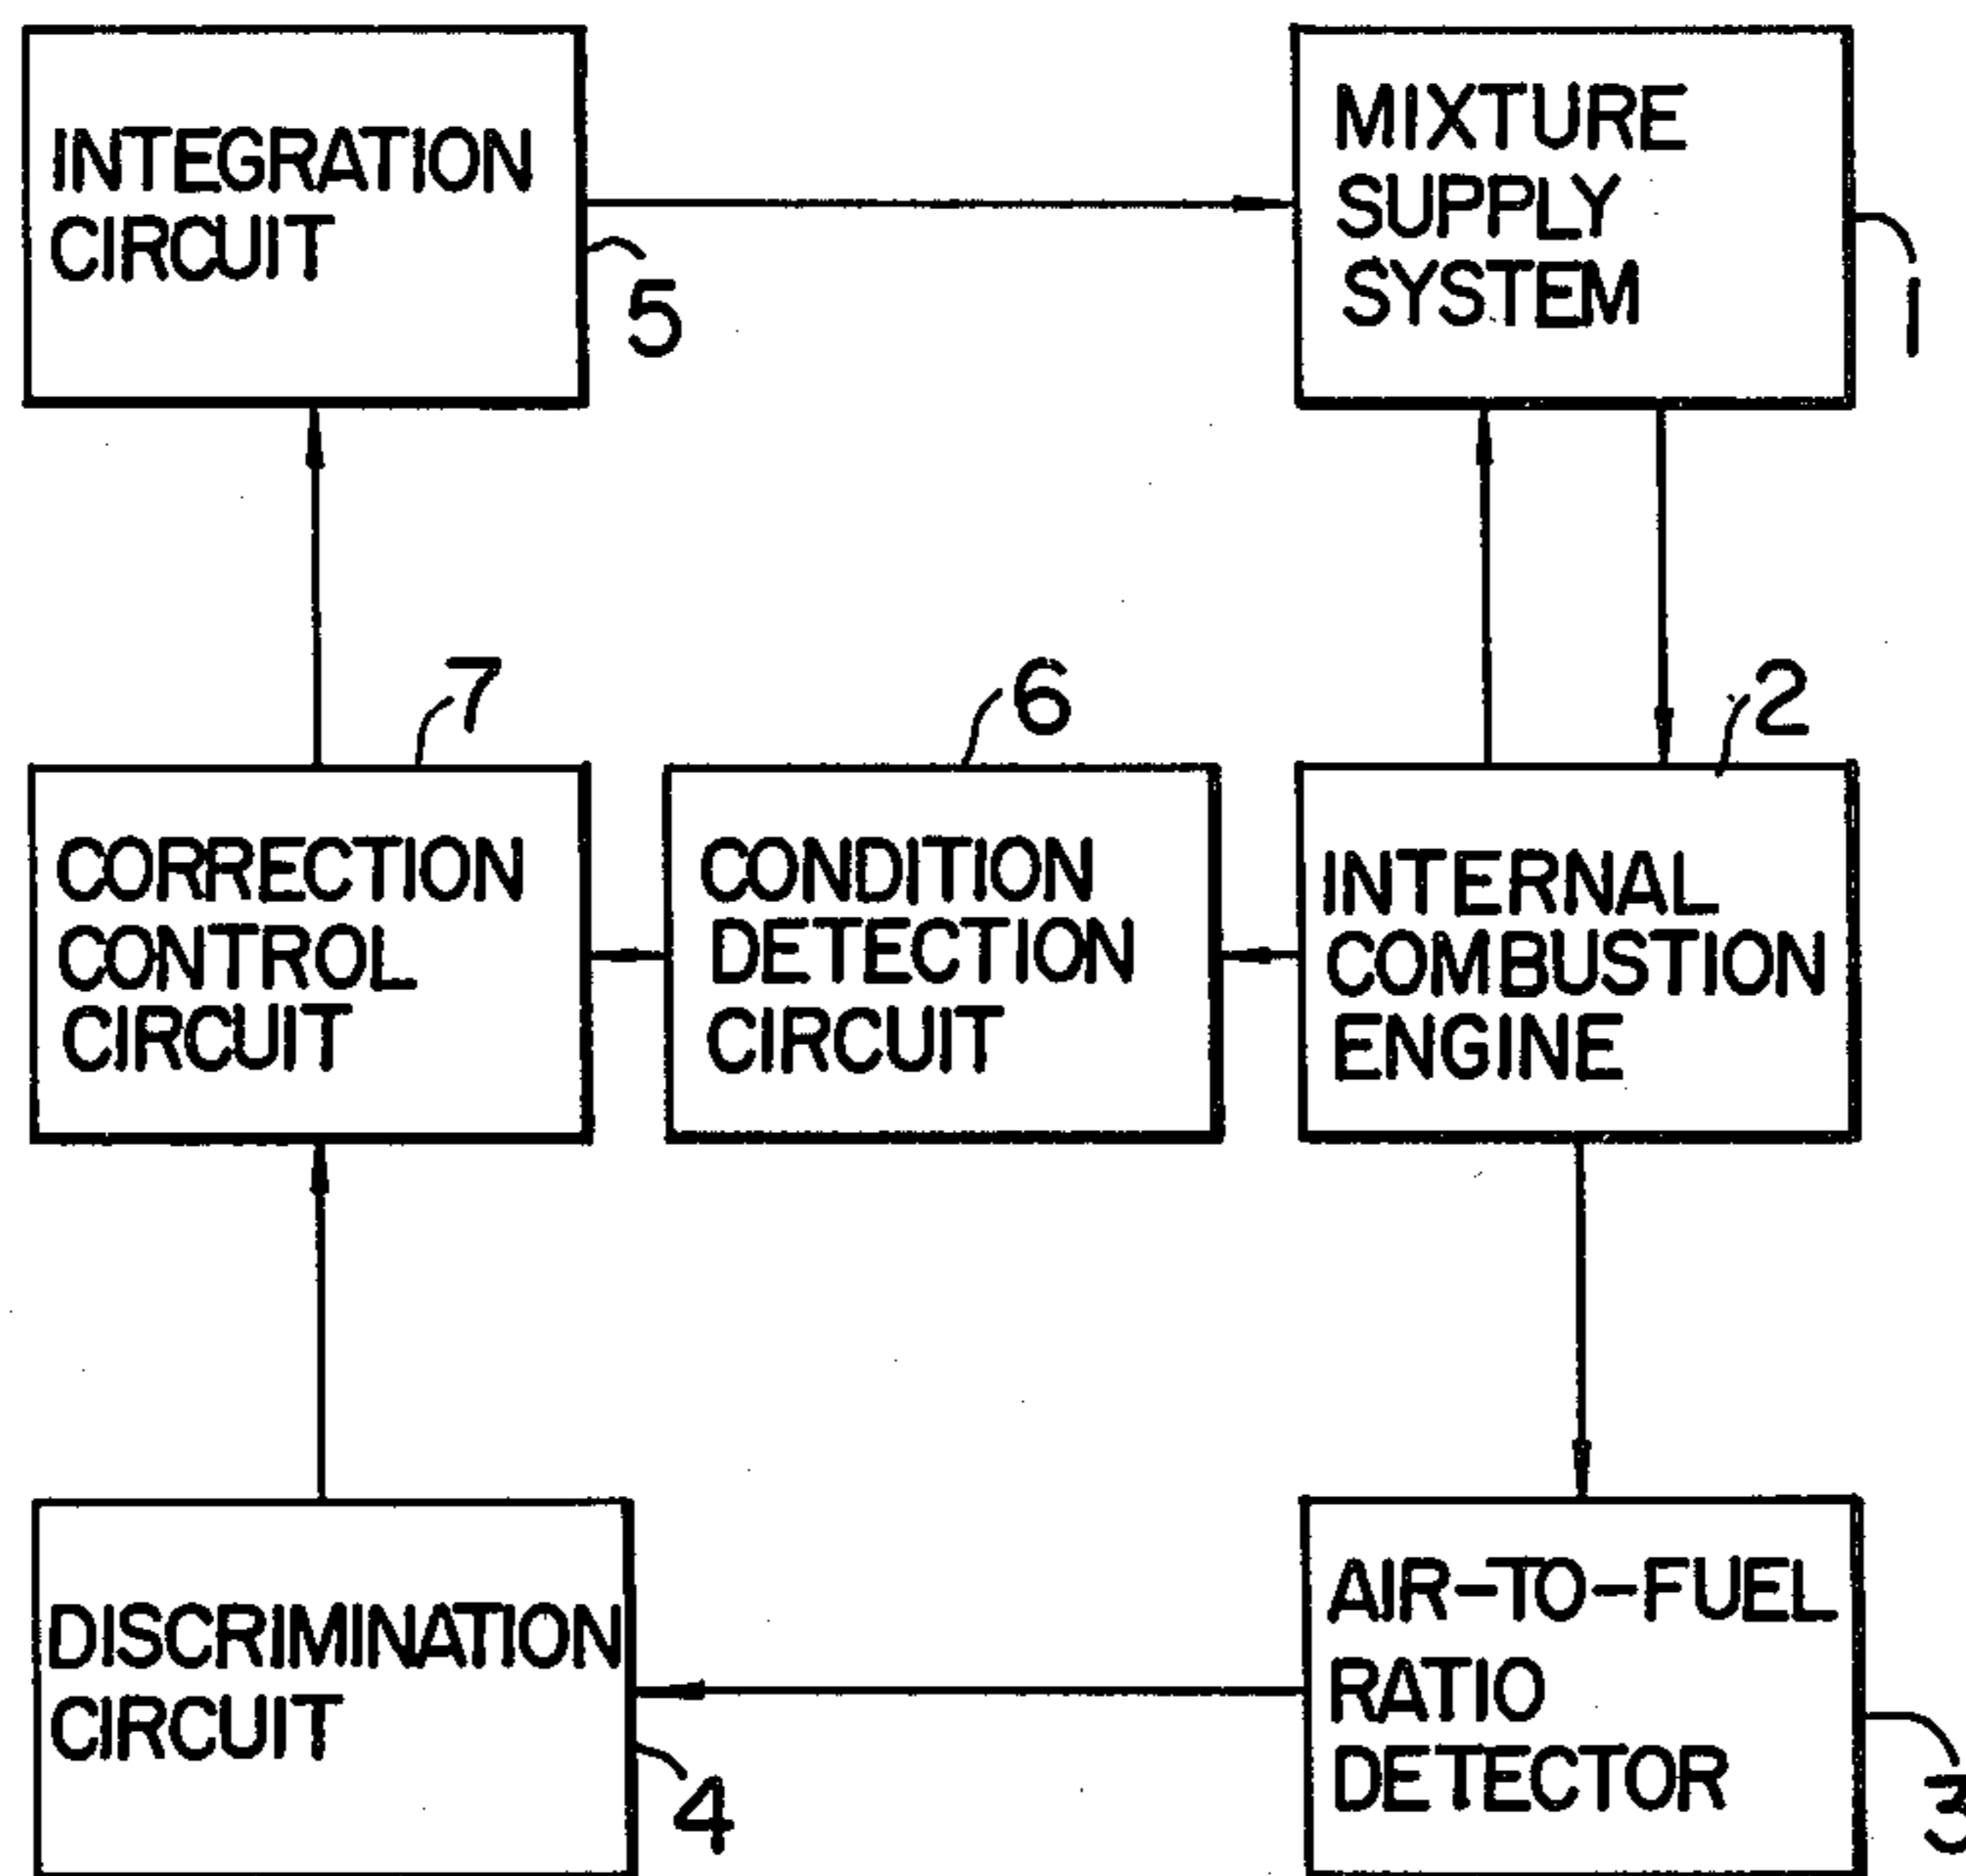 INTEGRATION
CIRCUIT
5
MIXTURE
SUPPLY
SYSTEM
1
7
6
2
CORRECTION
CONTROL
CIRCUIT
CONDITION
DETECTION
CIRCUIT
INTERNAL
COMBUSTION
ENGINE
DISCRIMINATION
CIRCUIT
4
AIR-TO-FUEL
RATIO
DETECTOR
3